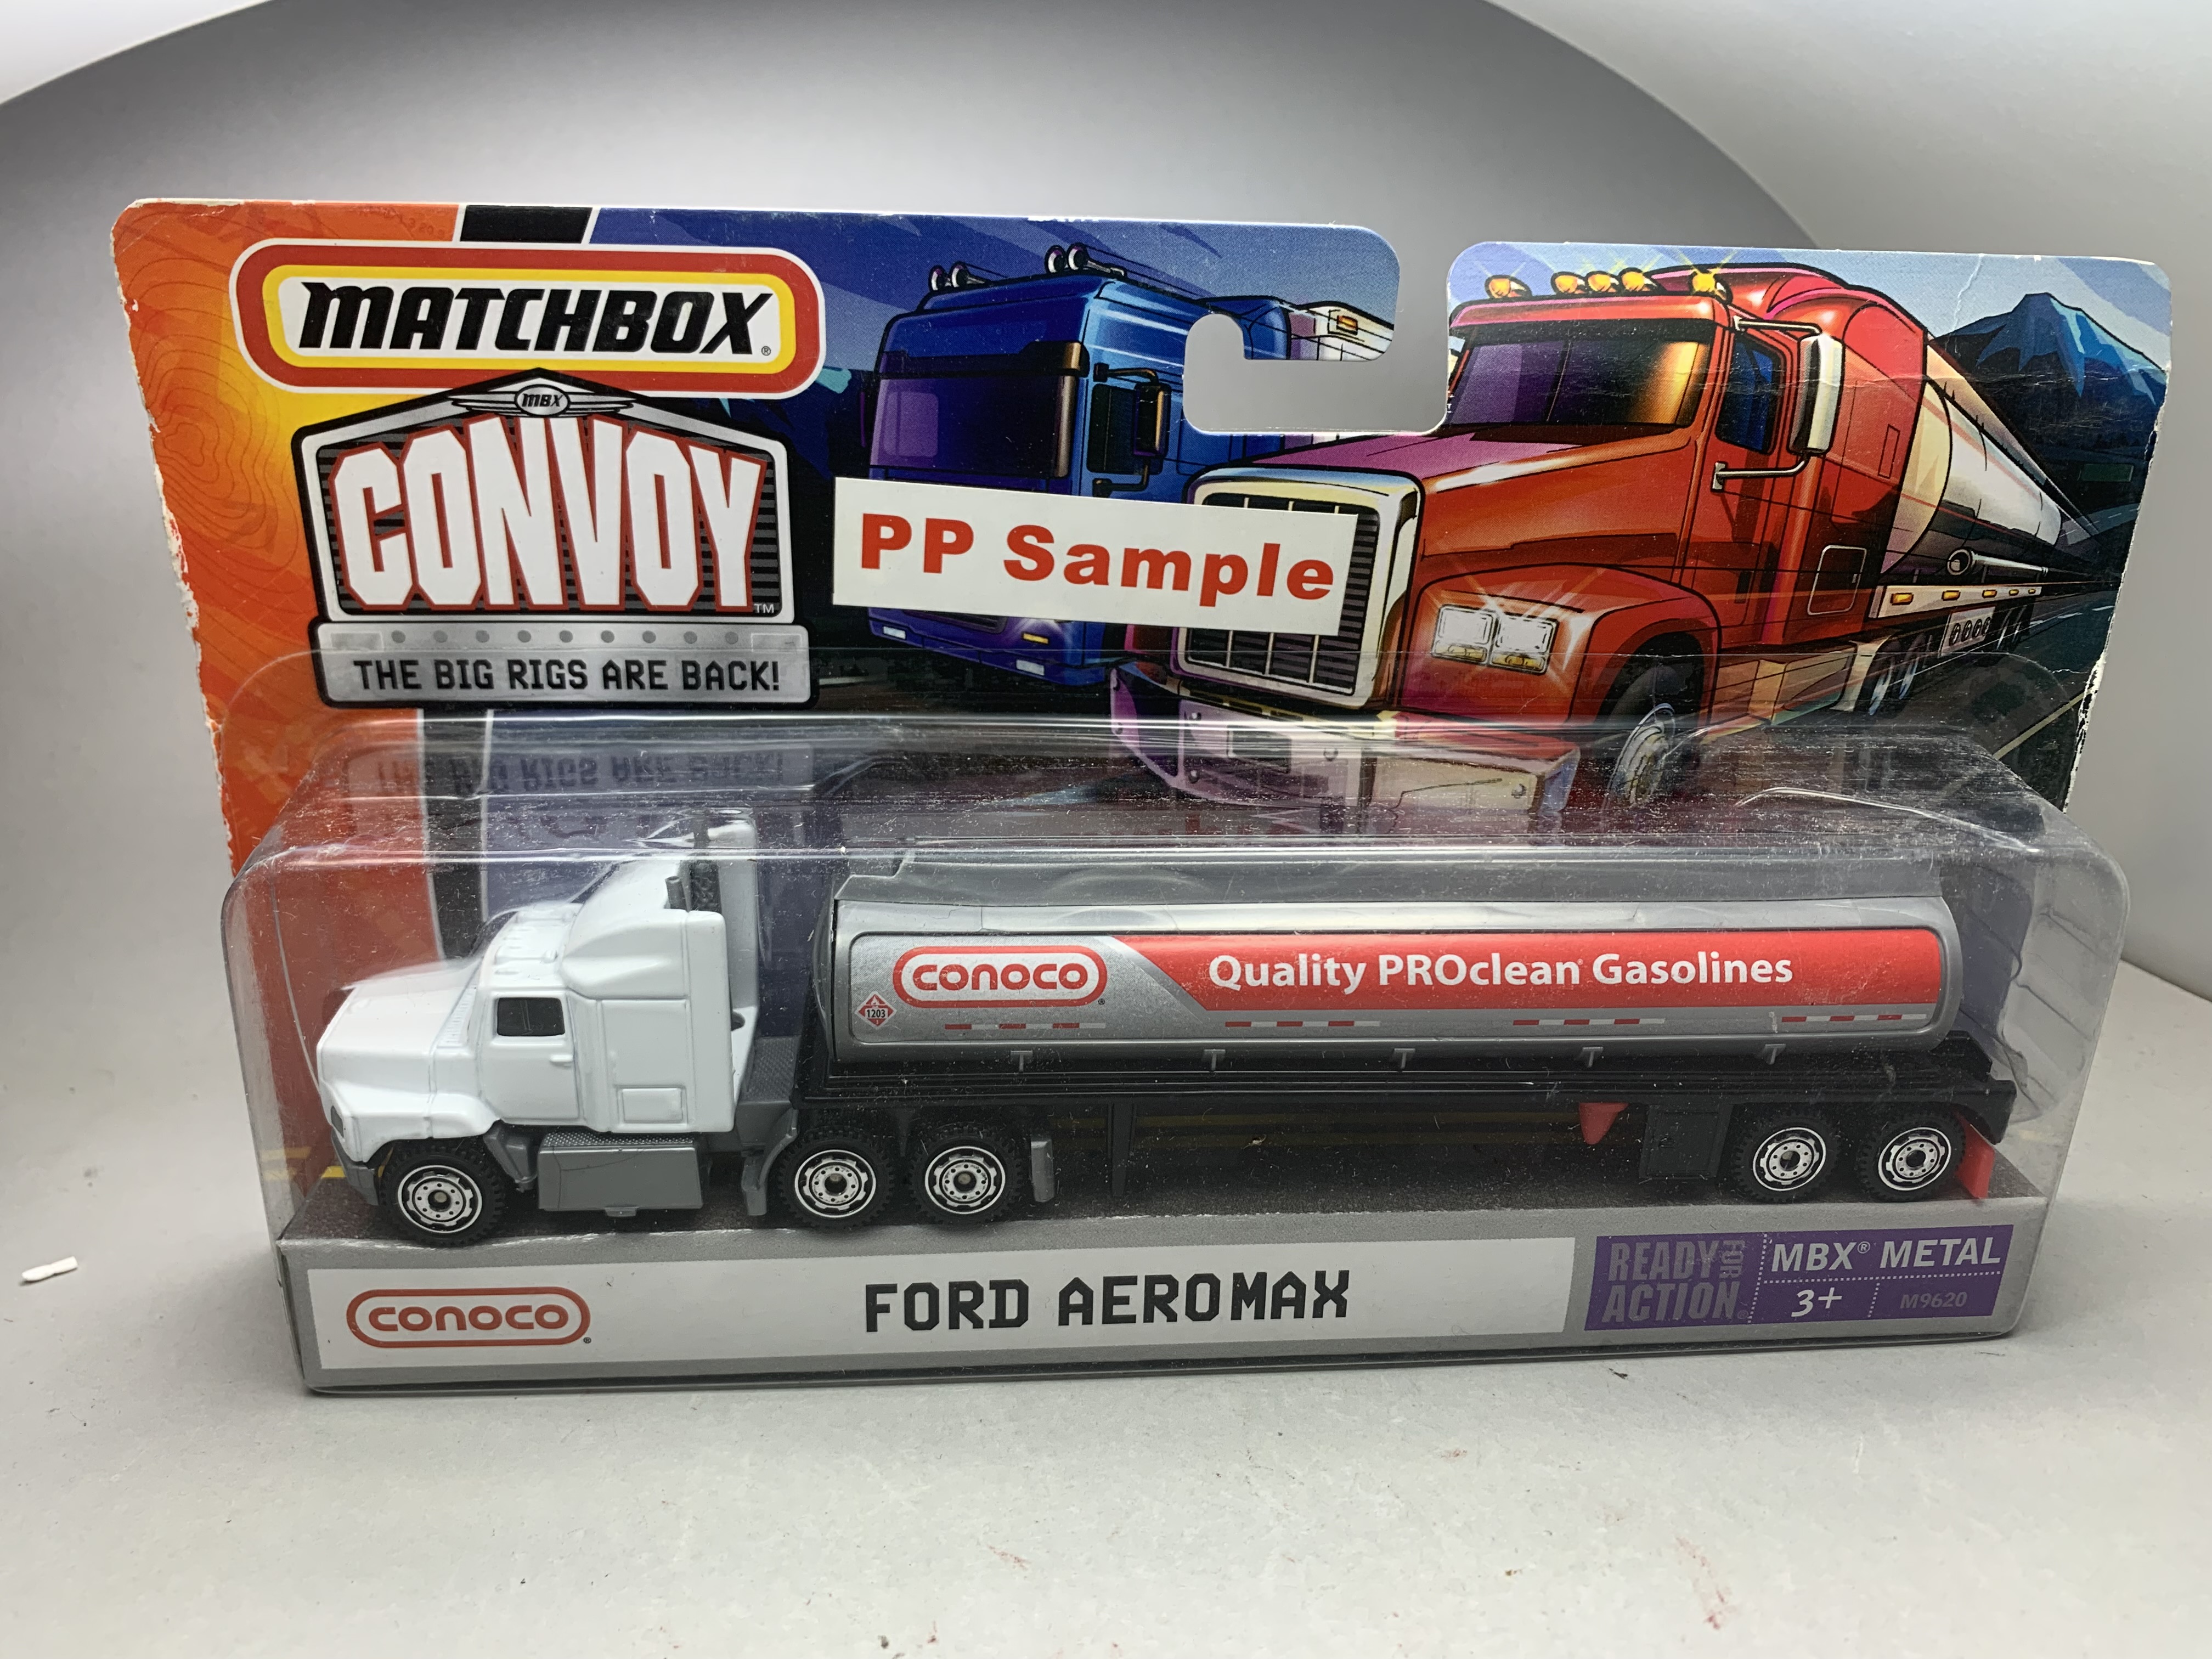 MATCHBOX®
MBX
CONVOY™
THE BIG RIGS ARE BACK!
PP Sample
CONOCO®
Quality PROclean® Gasolines
1203
CONOCO®
FORD AEROMAX
READY FOR ACTION®
MBX® METAL
3+
M9620